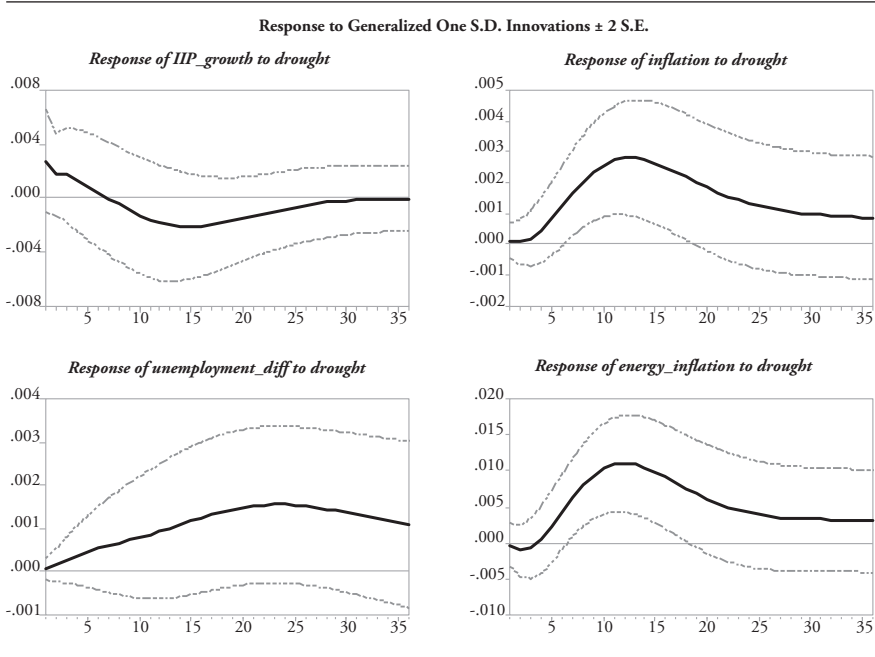 Response to Generalized One S.D. Innovations ± 2 S.E.
Response of IIP_growth to drought
.008
.004
.000
-.004
-.008
5 10 15 20 25 30 35
Response of inflation to drought
.005
.004
.003
.002
.001
.000
-.001
-.002
5 10 15 20 25 30 35
Response of unemployment_diff to drought
.004
.003
.002
.001
.000
-.001
5 10 15 20 25 30 35
Response of energy_inflation to drought
.020
.015
.010
.005
.000
-.005
-.010
5 10 15 20 25 30 35